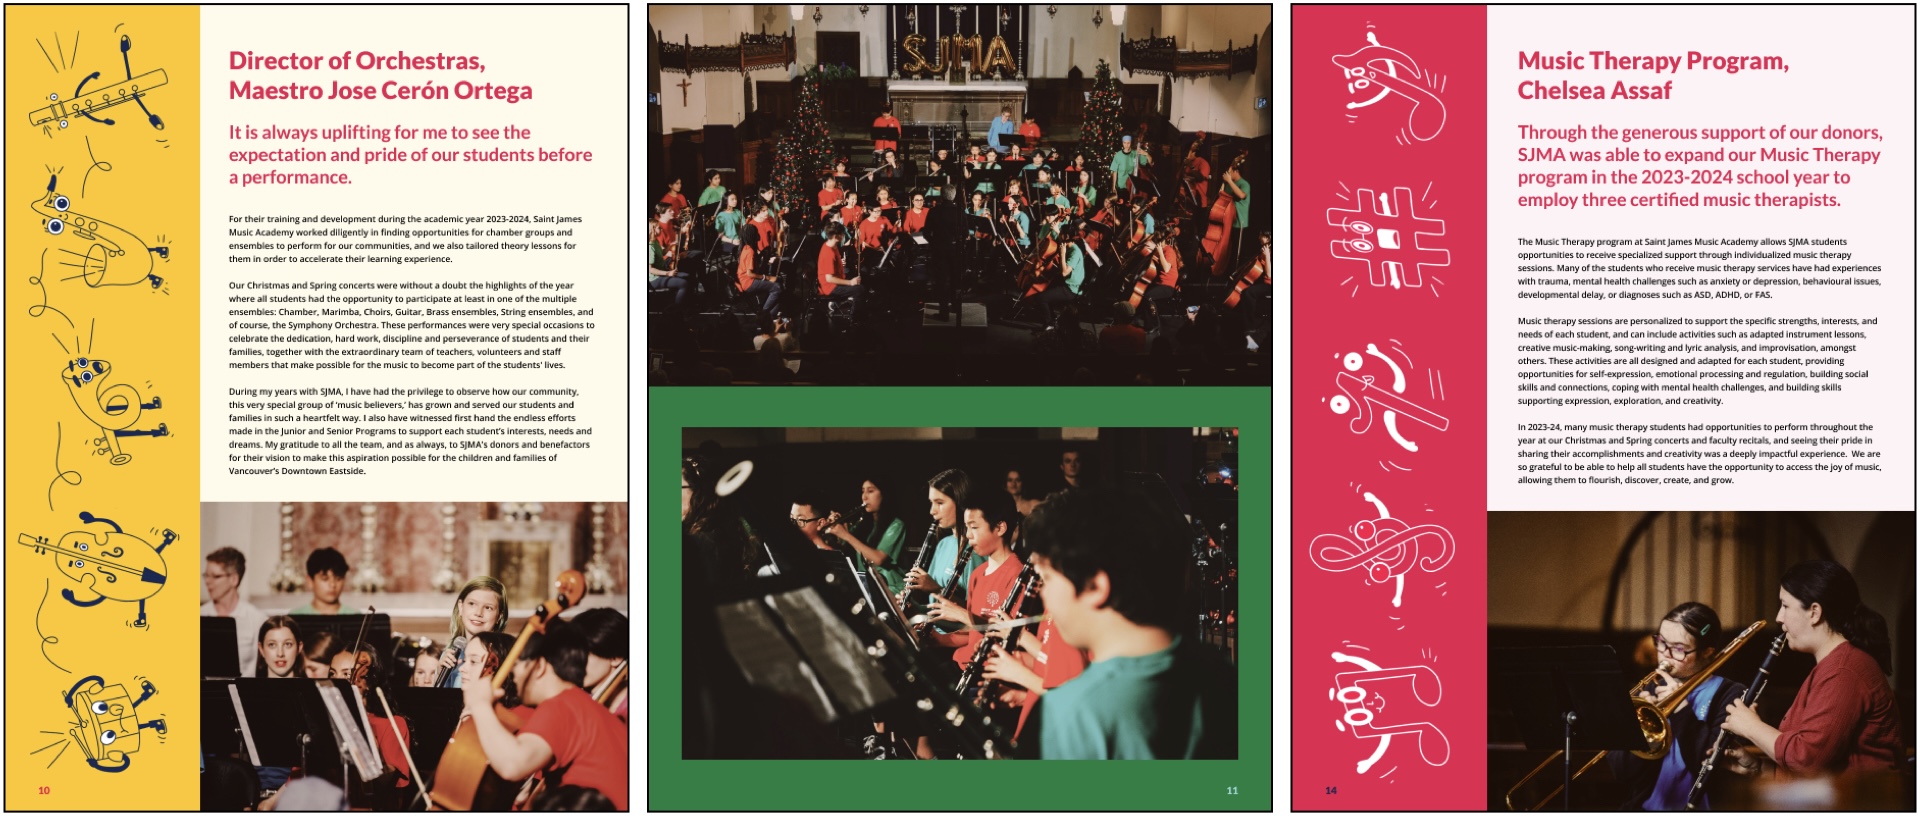 Director of Orchestras,
Maestro Jose Cerón Ortega
It is always uplifting for me to see the
expectation and pride of our students before
a performance.
For their training and development during the academic year 2023-2024, Saint James
Music Academy worked diligently in finding opportunities for chamber groups and
ensembles to perform for our communities, and we also tailored theory lessons for
them in order to accelerate their learning experience.
Our Christmas and Spring concerts were without a doubt the highlights of the year
where all students had the opportunity to participate at least in one of the multiple
ensembles: Chamber, Marimba, Choirs, Guitar, Brass ensembles, String ensembles, and
of course, the Symphony Orchestra. These performances were very special occasions to
celebrate the dedication, hard work, discipline and perseverance of students and their
families, together with the extraordinary team of teachers, volunteers and staff
members that make possible for the music to become part of the students' lives.
During my years with SJMA, I have had the privilege to observe how our community,
this very special group of 'music believers,' has grown and served our students and
families in such a heartfelt way. I also have witnessed first hand the endless efforts
made in the Junior and Senior Programs to support each student's interests, needs and
dreams. My gratitude to all the team, and as always, to SJMA's donors and benefactors
for their vision to make this aspiration possible for the children and families of
Vancouver's Downtown Eastside.
10
SJMA
11
Music Therapy Program,
Chelsea Assaf
Through the generous support of our donors,
SJMA was able to expand our Music Therapy
program in the 2023-2024 school year to
employ three certified music therapists.
The Music Therapy program at Saint James Music Academy allows SJMA students
opportunities to receive specialized support through individualized music therapy
sessions. Many of the students who receive music therapy services have had experiences
with trauma, mental health challenges such as anxiety or depression, behavioural issues,
developmental delay, or diagnoses such as ASD, ADHD, or FAS.
Music therapy sessions are personalized to support the specific strengths, interests, and
needs of each student, and can include activities such as adapted instrument lessons,
creative music-making, song-writing and lyric analysis, and improvisation, amongst
others. These activities are all designed and adapted for each student, providing
opportunities for self-expression, emotional processing and regulation, building social
skills and connections, coping with mental health challenges, and building skills
supporting expression, exploration, and creativity.
In 2023-24, many music therapy students had opportunities to perform throughout the
year at our Christmas and Spring concerts and faculty recitals, and seeing their pride in
sharing their accomplishments and creativity was a deeply impactful experience. We are
so grateful to be able to help all students have the opportunity to access the joy of music,
allowing them to flourish, discover, create, and grow.
14